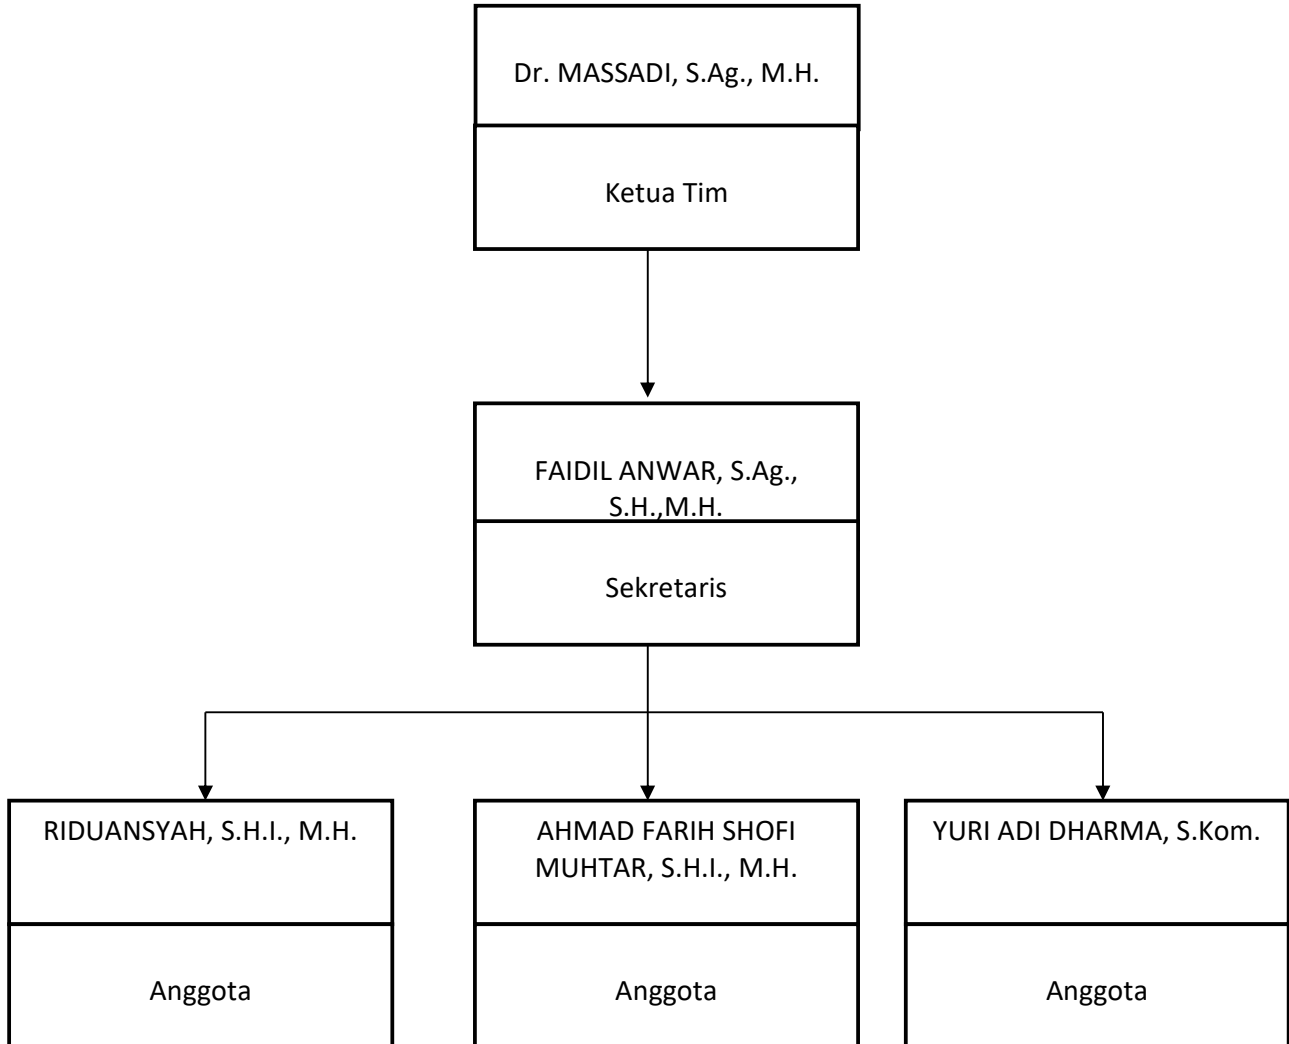 Dr. MASSADI, S.Ag., M.H.
Ketua Tim
FAIDIL ANWAR, S.Ag.,
S.H.,M.H.
Sekretaris
RIDUANSYAH, S.H.I., M.H.
Anggota
AHMAD FARIH SHOFI
MUHTAR, S.H.I., M.H.
Anggota
YURI ADI DHARMA, S.Kom.
Anggota